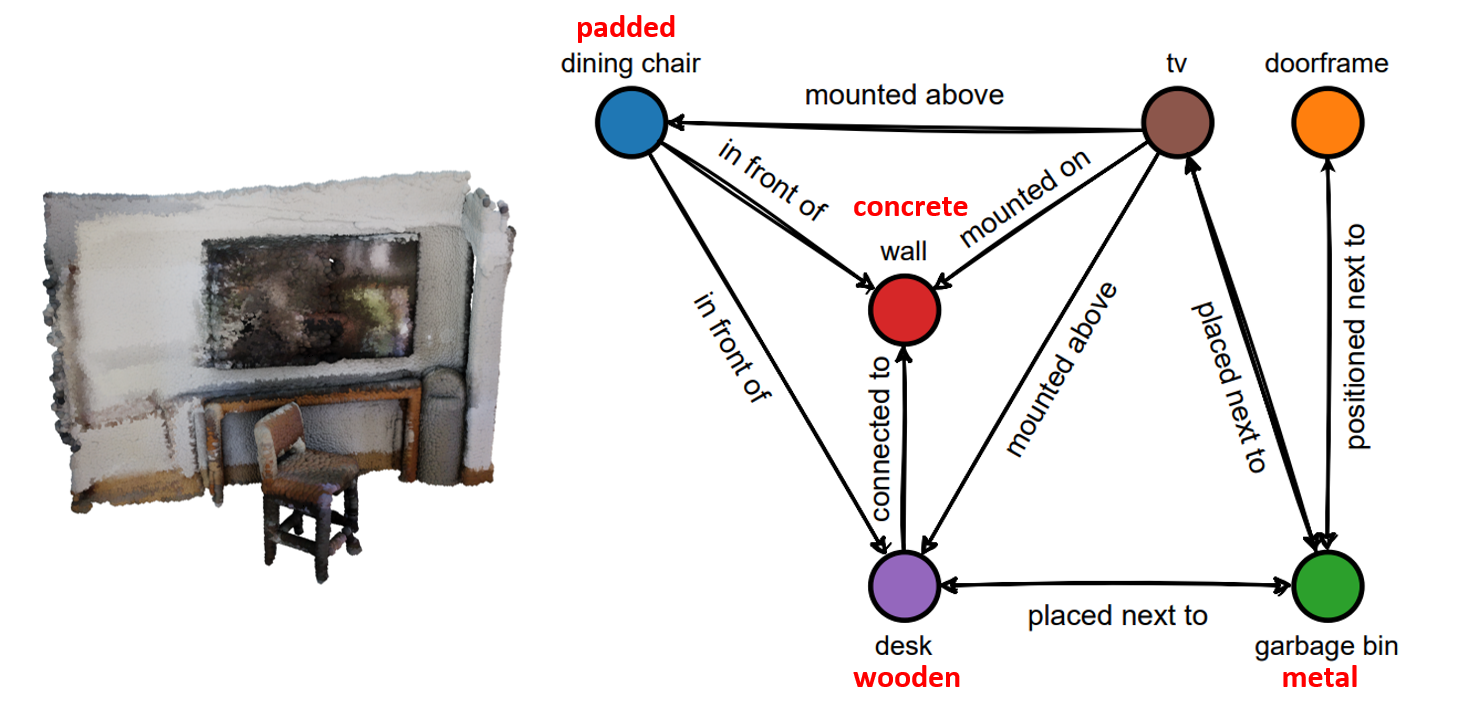 padded
dining chair
tv
doorframe
mounted above
in front of
mounted on
concrete
wall
in front of
connected to
mounted above
placed next to
positioned next to
placed next to
desk
wooden
garbage bin
metal